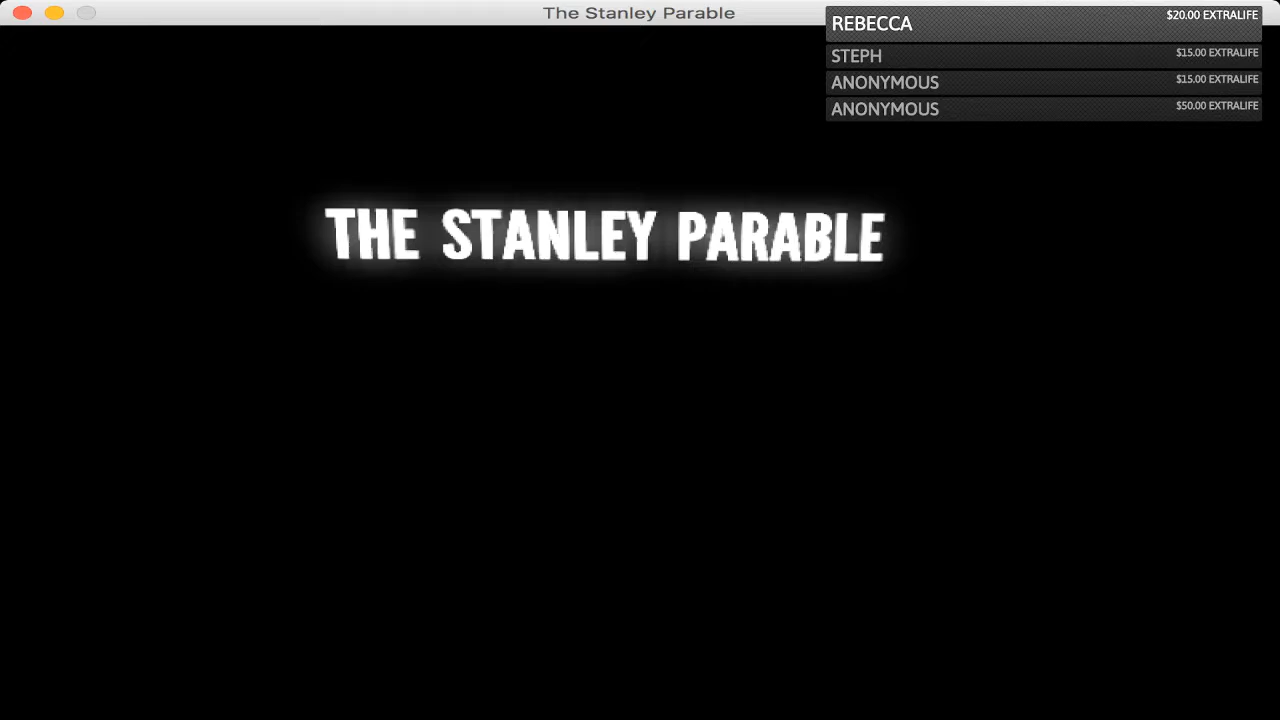 The Stanley Parable
REBECCA $20.00 EXTRALIFE
STEPH $15.00 EXTRALIFE
ANONYMOUS $15.00 EXTRALIFE
ANONYMOUS $50.00 EXTRALIFE
THE STANLEY PARABLE